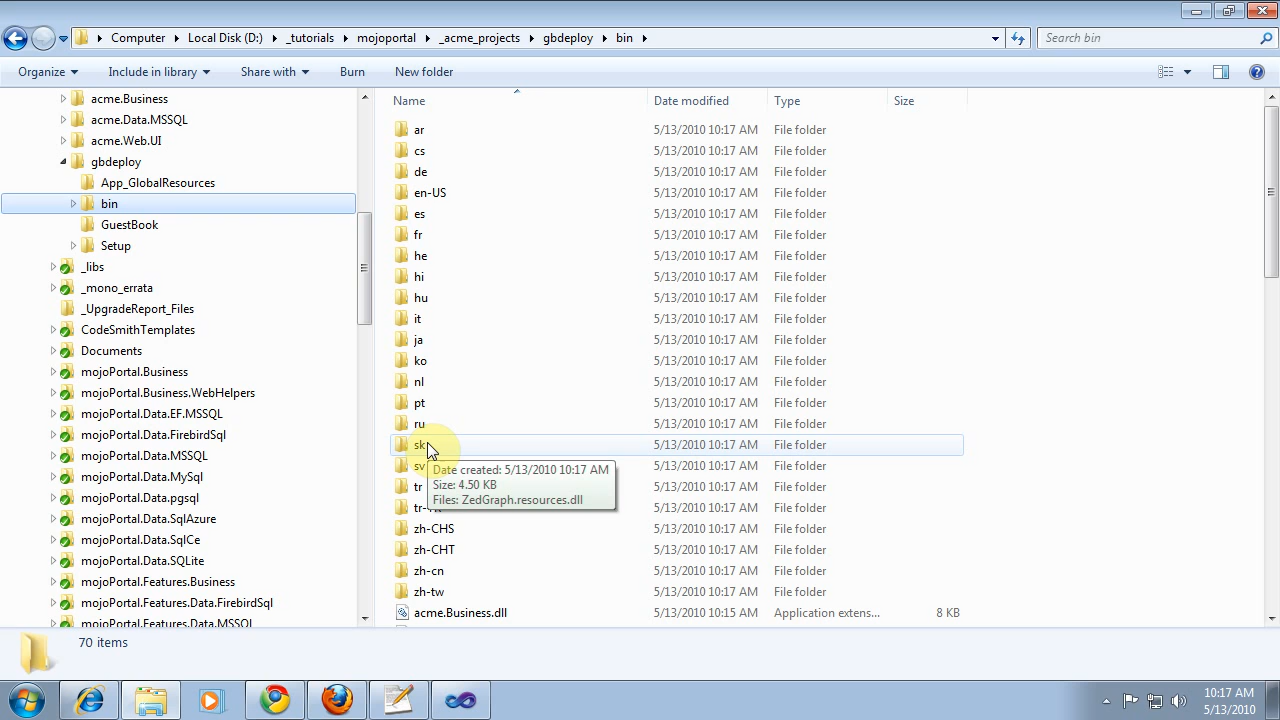 Computer Local Disk (D:) _tutorials mojoportal _acme_projects gbdeploy bin Search bin
Organize Include in library Share with Burn New folder
acme.Business
acme.Data.MSSQL
acme.Web.UI
gbdeploy
App_GlobalResources
bin
GuestBook
Setup
_libs
_mono_errata
_UpgradeReport_Files
CodeSmithTemplates
Documents
mojoPortal.Business
mojoPortal.Business.WebHelpers
mojoPortal.Data.EF.MSSQL
mojoPortal.Data.FirebirdSql
mojoPortal.Data.MSSQL
mojoPortal.Data.MySql
mojoPortal.Data.pgsql
mojoPortal.Data.SqlAzure
mojoPortal.Data.SqlCe
mojoPortal.Data.SQLite
mojoPortal.Features.Business
mojoPortal.Features.Data.FirebirdSql
mojoPortal.Features.Data.MSSQL
Name Date modified Type Size
ar 5/13/2010 10:17 AM File folder
cs 5/13/2010 10:17 AM File folder
de 5/13/2010 10:17 AM File folder
en-US 5/13/2010 10:17 AM File folder
es 5/13/2010 10:17 AM File folder
fr 5/13/2010 10:17 AM File folder
he 5/13/2010 10:17 AM File folder
hi 5/13/2010 10:17 AM File folder
hu 5/13/2010 10:17 AM File folder
it 5/13/2010 10:17 AM File folder
ja 5/13/2010 10:17 AM File folder
ko 5/13/2010 10:17 AM File folder
nl 5/13/2010 10:17 AM File folder
pt 5/13/2010 10:17 AM File folder
ru 5/13/2010 10:17 AM File folder
sk 5/13/2010 10:17 AM File folder
sv 5/13/2010 10:17 AM File folder
tr 5/13/2010 10:17 AM File folder
5/13/2010 10:17 AM File folder
zh-CHS 5/13/2010 10:17 AM File folder
zh-CHT 5/13/2010 10:17 AM File folder
zh-cn 5/13/2010 10:17 AM File folder
zh-tw 5/13/2010 10:17 AM File folder
acme.Business.dll 5/13/2010 10:15 AM Application extens... 8 KB
Date created: 5/13/2010 10:17 AM
Size: 4.50 KB
Files: ZedGraph.resources.dll
70 items
10:17 AM
5/13/2010